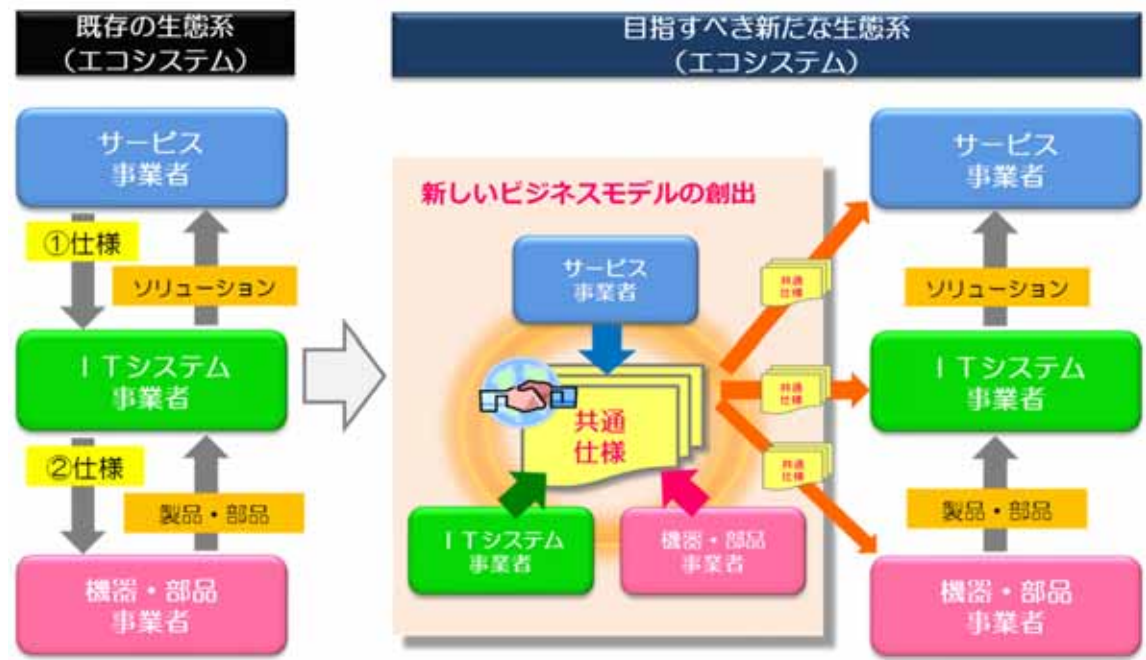 既存の生態系
（エコシステム）
サービス
事業者
①仕様
ソリューション
ＩＴシステム
事業者
②仕様
製品・部品
機器・部品
事業者
目指すべき新たな生態系
（エコシステム）
新しいビジネスモデルの創出
サービス
事業者
共通
仕様
ＩＴシステム
事業者
機器・部品
事業者
共通
仕様
共通
仕様
共通
仕様
サービス
事業者
ソリューション
ＩＴシステム
事業者
製品・部品
機器・部品
事業者